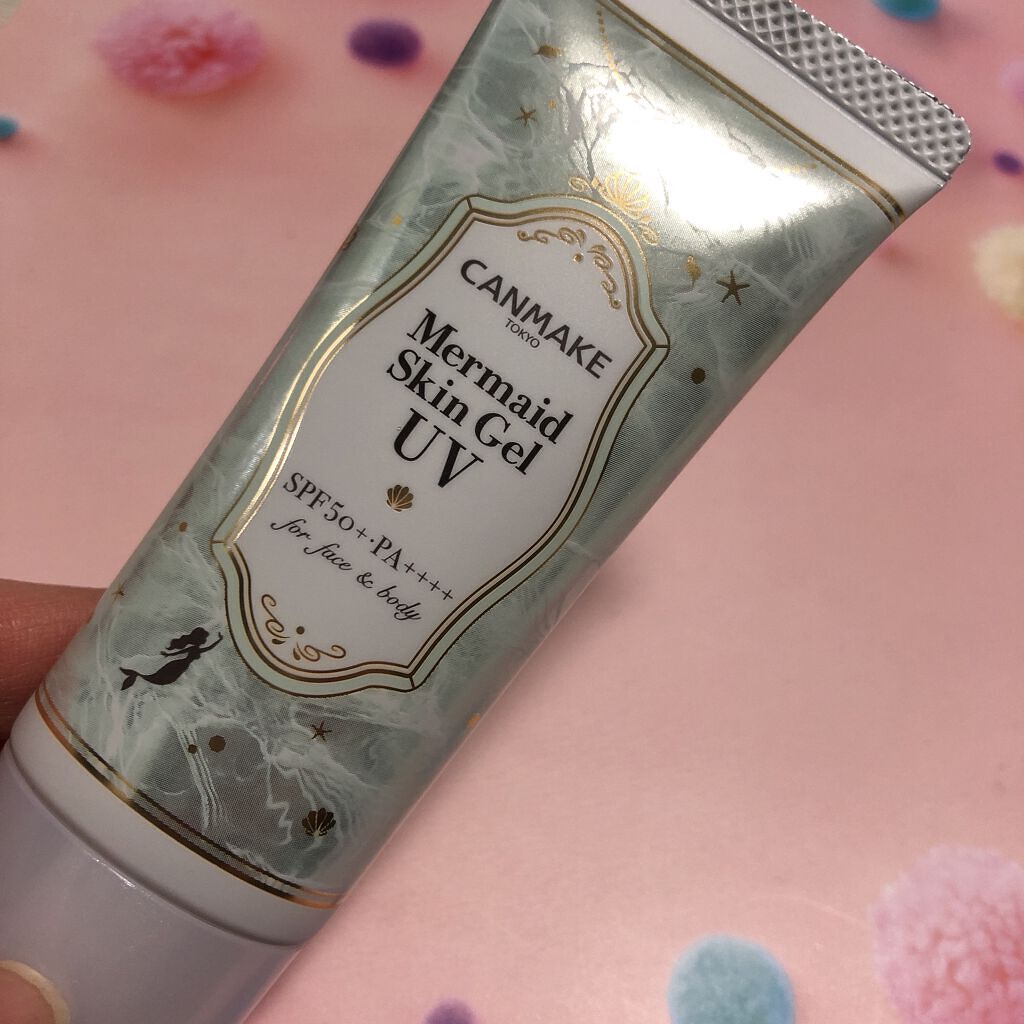 CANMAKE
TOKYO
Mermaid
Skin Gel
UV
SPF50+・PA++++
for face & body